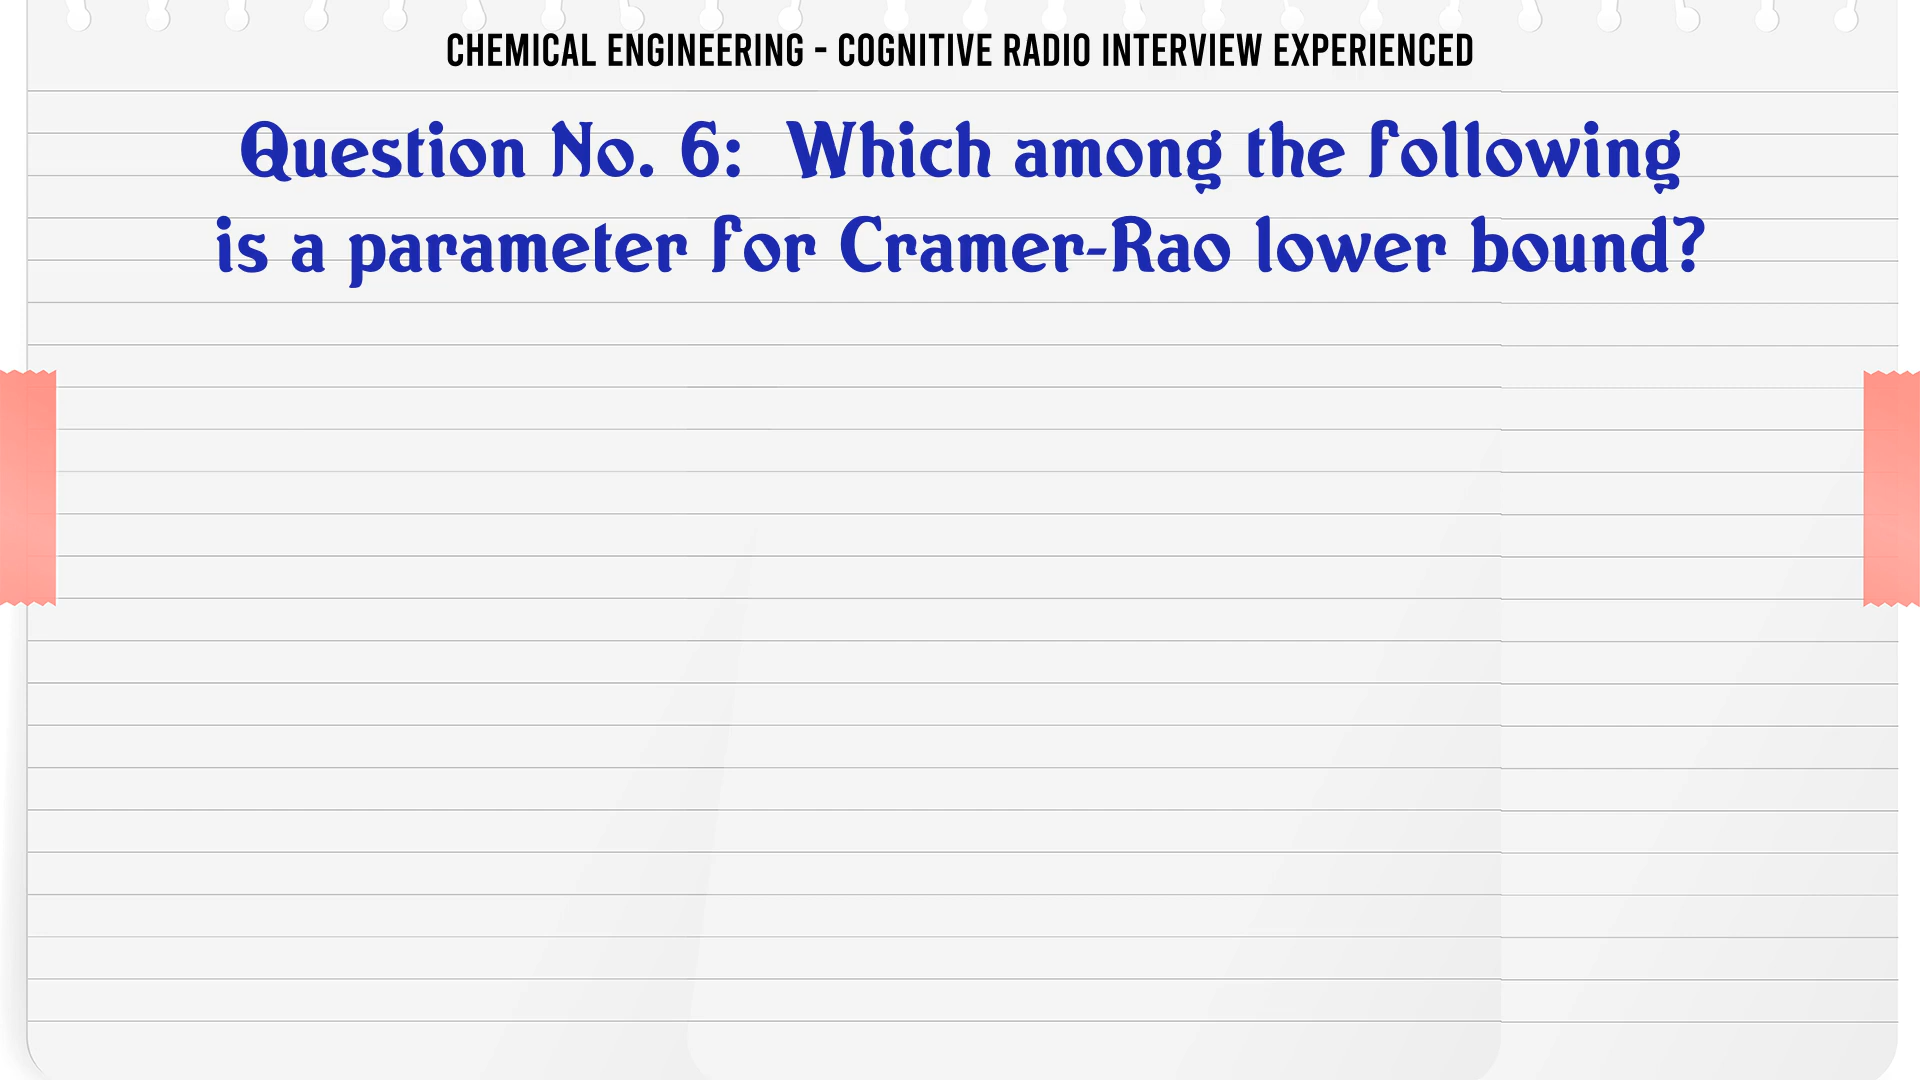 CHEMICAL ENGINEERING - COGNITIVE RADIO INTERVIEW EXPERIENCED
Question No. 6: Which among the following
is a parameter for Cramer-Rao lower bound?